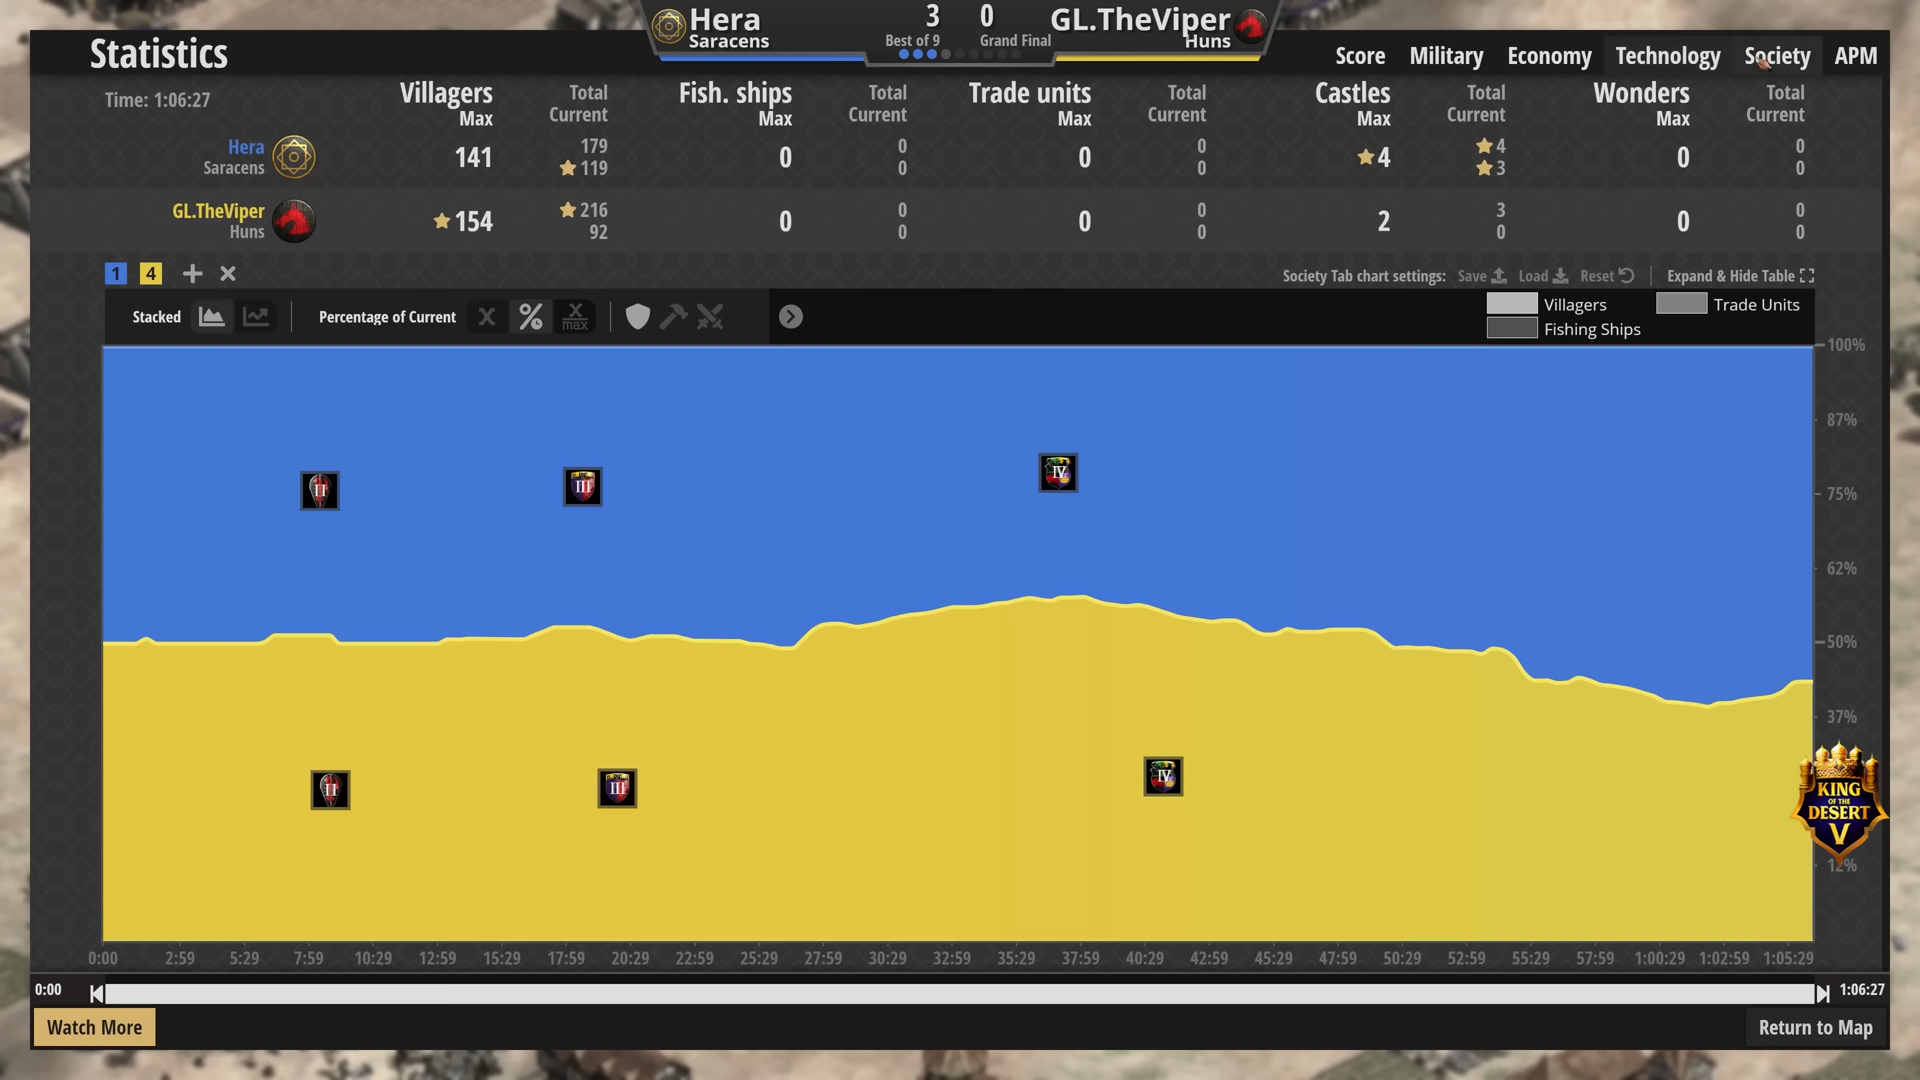 Hera
Saracens
3
0
Best of 9
Grand Final
GL.TheViper
Huns
Statistics
Score
Military
Economy
Technology
Society
APM
Time: 1:06:27
Villagers
Max
Total
Current
Fish. ships
Max
Total
Current
Trade units
Max
Total
Current
Castles
Max
Total
Current
Wonders
Max
Total
Current
Hera
Saracens
141
179
119
0
0
0
0
0
0
4
4
3
0
0
0
GL.TheViper
Huns
154
216
92
0
0
0
0
0
0
2
3
0
0
0
0
1
4
Society Tab chart settings:
Save
Load
Reset
Expand & Hide Table
Stacked
Percentage of Current
X
%
X
max
Villagers
Trade Units
Fishing Ships
100%
87%
75%
62%
50%
37%
12%
II
III
IV
II
III
IV
KING
OF THE
DESERT
V
0:00
2:59
5:29
7:59
10:29
12:59
15:29
17:59
20:29
22:59
25:29
27:59
30:29
32:59
35:29
37:59
40:29
42:59
45:29
47:59
50:29
52:59
55:29
57:59
1:00:29
1:02:59
1:05:29
0:00
1:06:27
Watch More
Return to Map